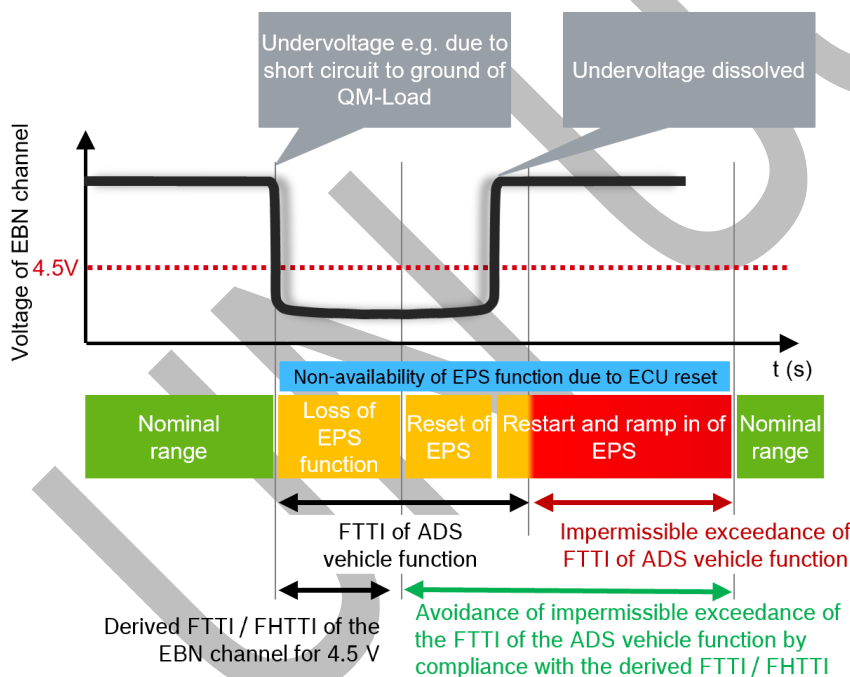 Undervoltage e.g. due to
short circuit to ground of
QM-Load
Undervoltage dissolved
Voltage of EBN channel
4.5V
t (s)
Non-availability of EPS function due to ECU reset
Nominal
range
Loss of
EPS
function
Reset of
EPS
Restart and ramp in of
EPS
Nominal
range
FTTI of ADS
vehicle function
Impermissible exceedance of
FTTI of ADS vehicle function
Derived FTTI / FHTTI of the
EBN channel for 4.5 V
Avoidance of impermissible exceedance of
the FTTI of the ADS vehicle function by
compliance with the derived FTTI / FHTTI